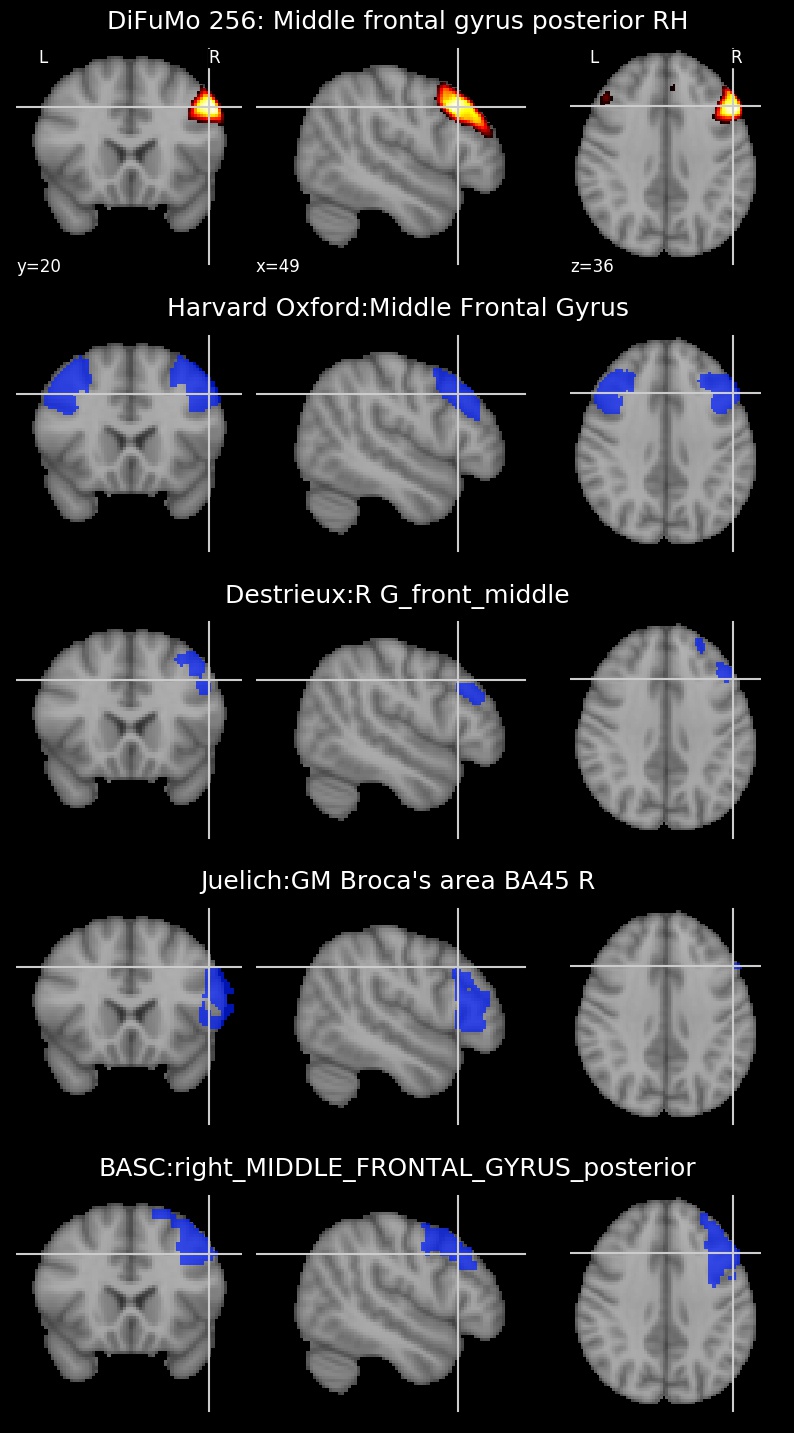 DiFuMo 256: Middle frontal gyrus posterior RH
L R L R
y=20 x=49 z=36
Harvard Oxford:Middle Frontal Gyrus
Destrieux:R G_front_middle
Juelich:GM Broca's area BA45 R
BASC:right_MIDDLE_FRONTAL_GYRUS_posterior